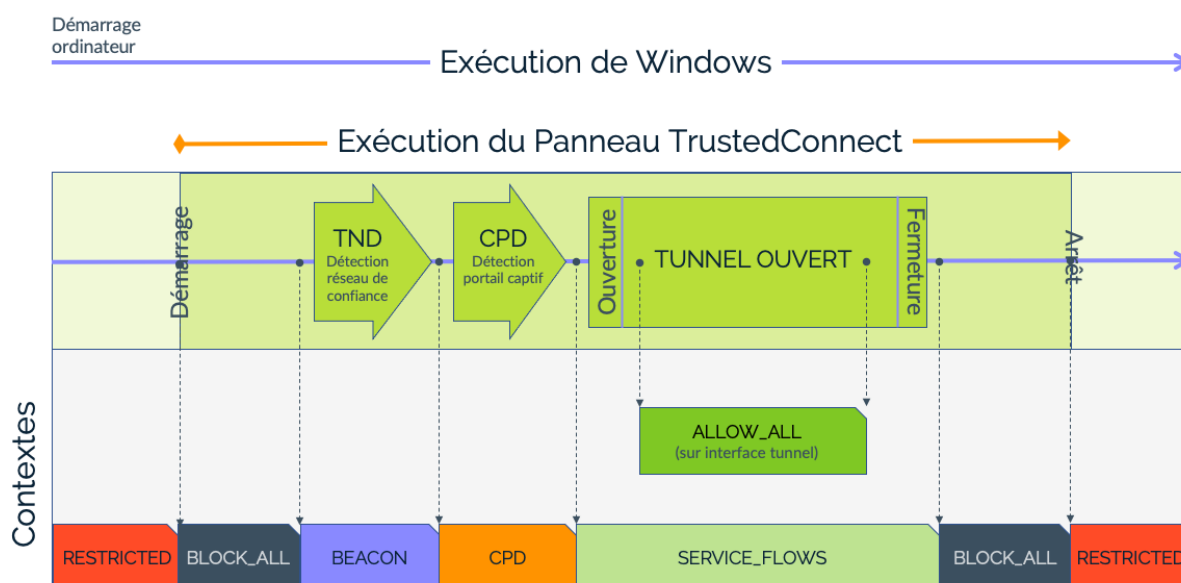 Démarrage
ordinateur
Exécution de Windows
Exécution du Panneau TrustedConnect
Démarrage
TND
Détection
réseau de
confiance
CPD
Détection
portail captif
Ouverture
TUNNEL OUVERT
Fermeture
Arrêt
Contextes
ALLOW_ALL
(sur interface tunnel)
RESTRICTED
BLOCK_ALL
BEACON
CPD
SERVICE_FLOWS
BLOCK_ALL
RESTRICTED